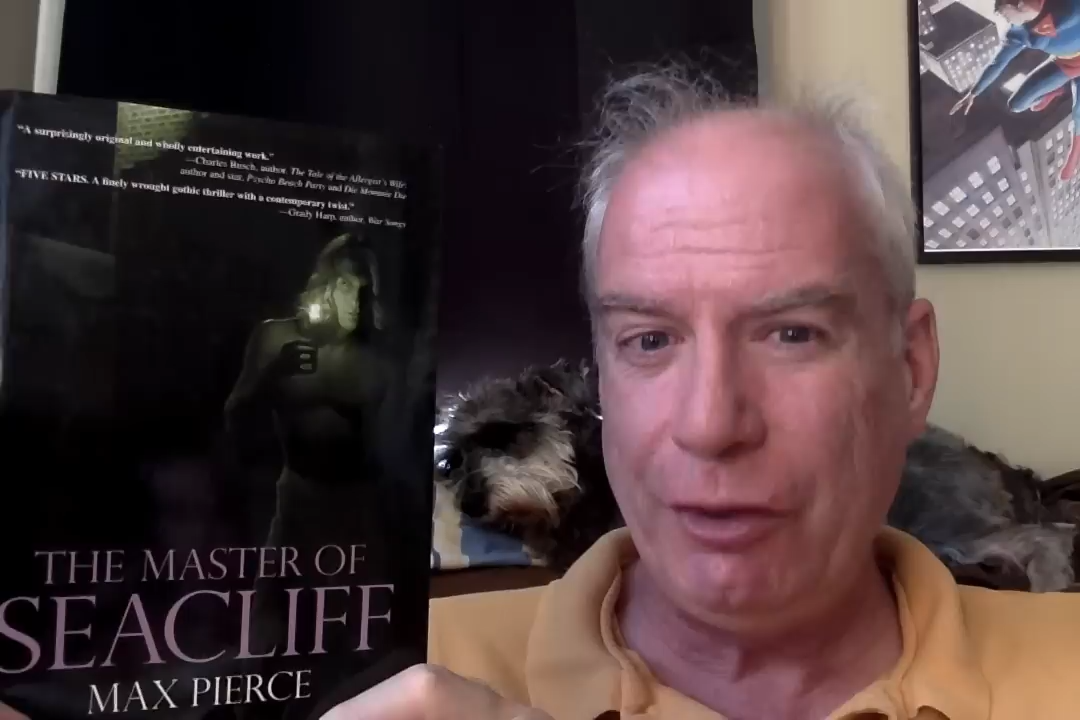 "A surprisingly original and wholly entertaining work."
—Charles Busch, author, The Tale of the Allergist's Wife,
author and star, Psycho Beach Party and Die Mommie Die
"FIVE STARS. A finely wrought gothic thriller with a contemporary twist."
—Grady Harp, author, War Songs
THE MASTER OF
SEACLIFF
MAX PIERCE